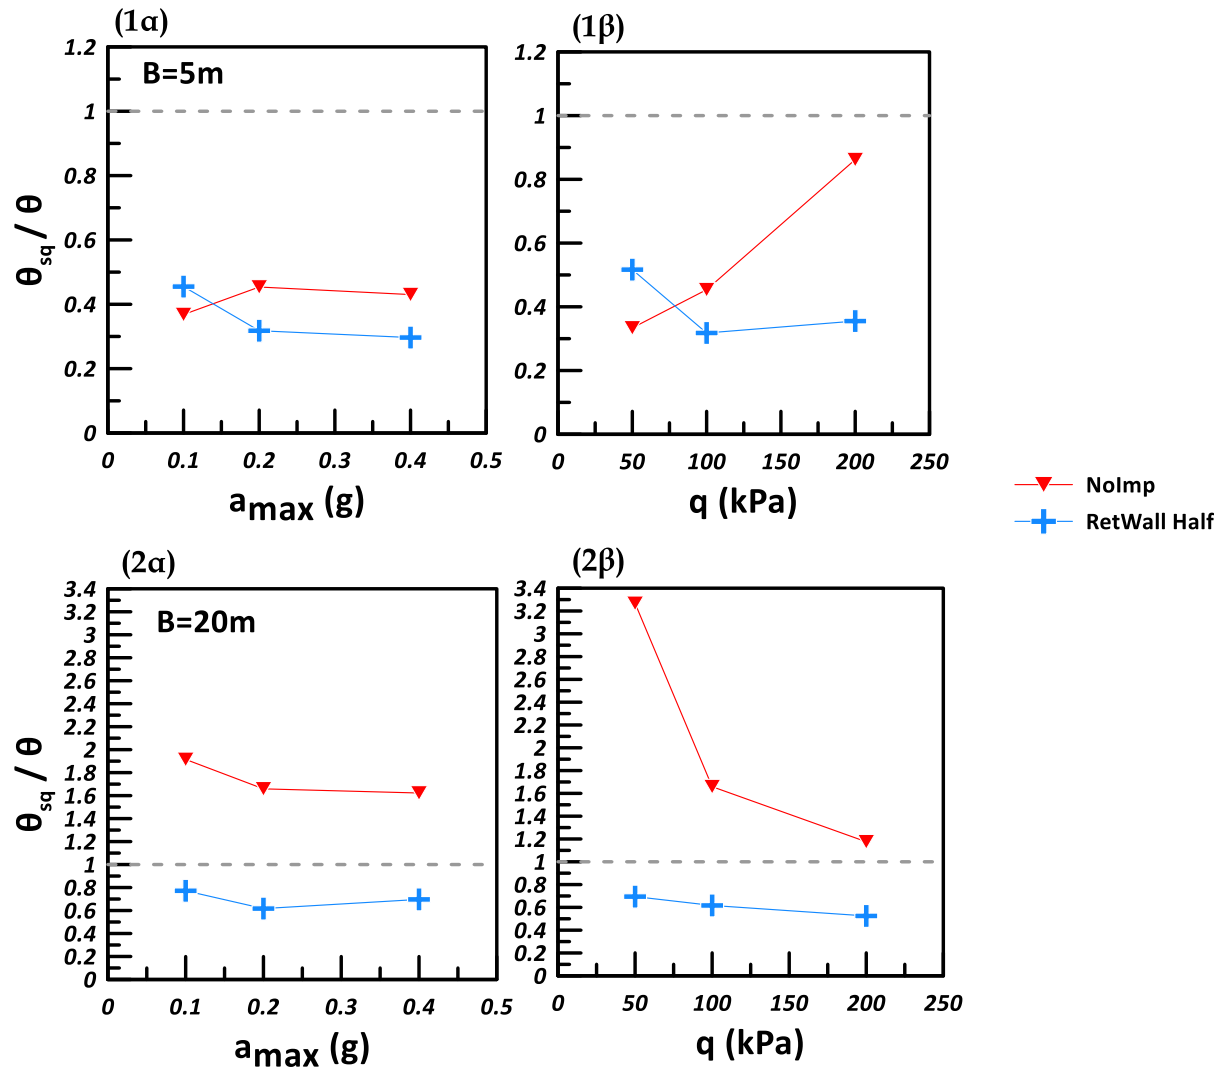 (1α)
B=5m
1.2
1
0.8
0.6
0.4
0.2
0
θsq / θ
0 0.1 0.2 0.3 0.4 0.5
amax (g)
(1β)
1.2
1
0.8
0.6
0.4
0.2
0
0 50 100 150 200 250
q (kPa)
NoImp
RetWall Half
(2α)
B=20m
3.4
3.2
3
2.8
2.6
2.4
2.2
2
1.8
1.6
1.4
1.2
1
0.8
0.6
0.4
0.2
0
θsq / θ
0 0.1 0.2 0.3 0.4 0.5
amax (g)
(2β)
3.4
3.2
3
2.8
2.6
2.4
2.2
2
1.8
1.6
1.4
1.2
1
0.8
0.6
0.4
0.2
0
0 50 100 150 200 250
q (kPa)